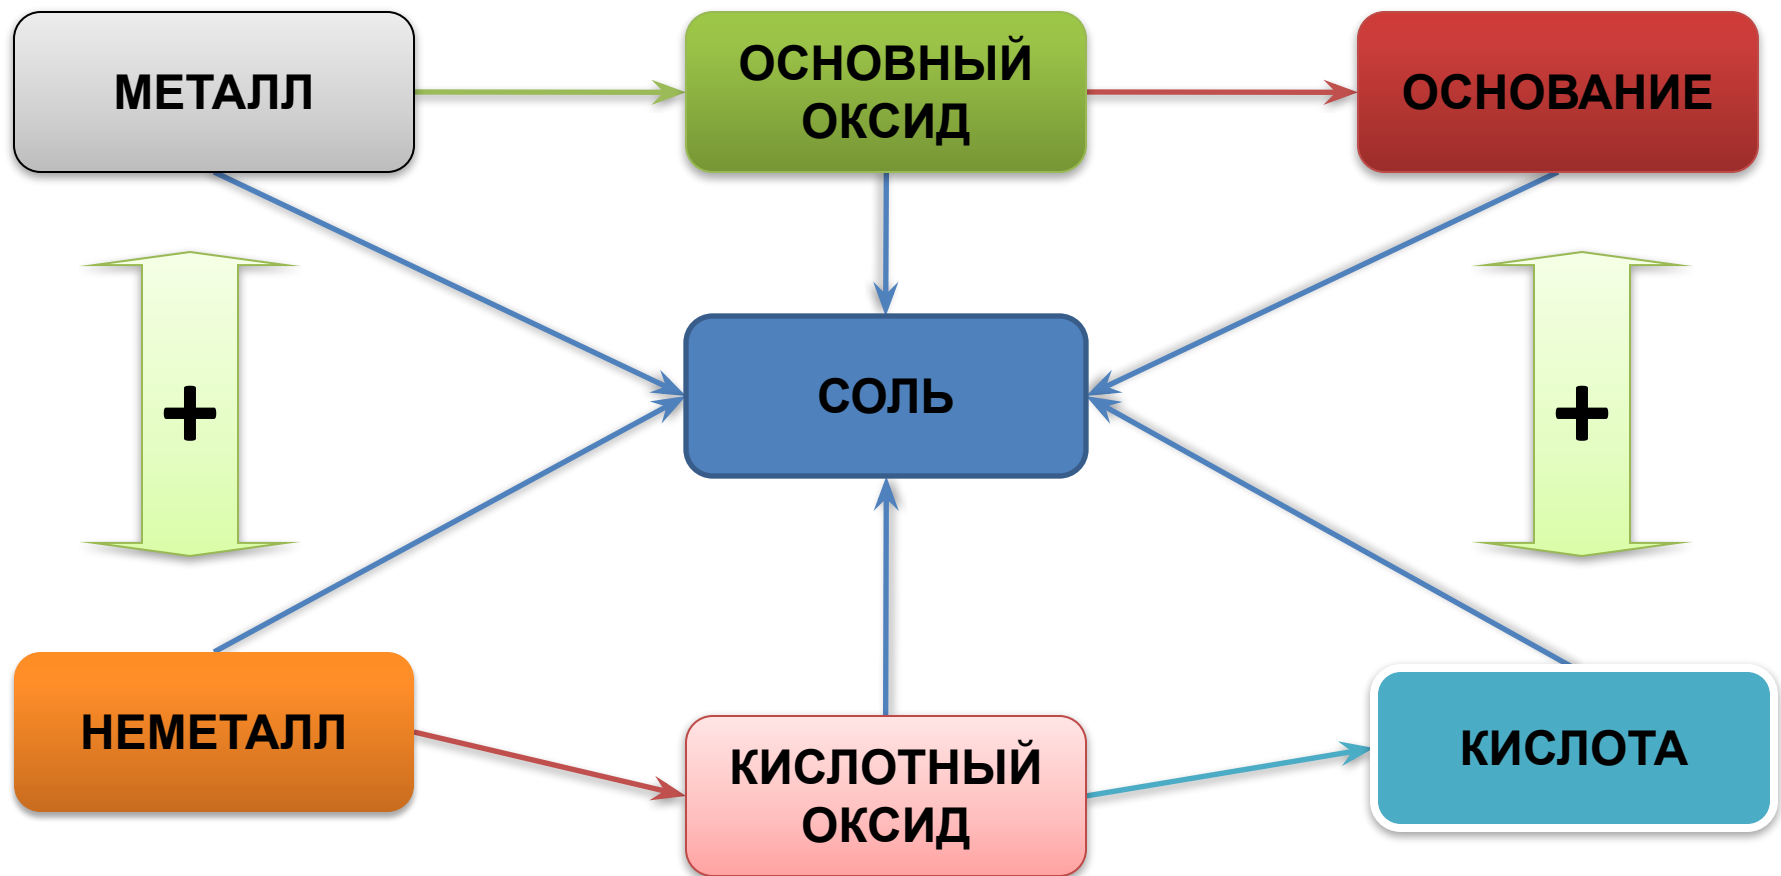 МЕТАЛЛ
ОСНОВНЫЙ
ОКСИД
ОСНОВАНИЕ
+
СОЛЬ
+
НЕМЕТАЛЛ
КИСЛОТНЫЙ
ОКСИД
КИСЛОТА